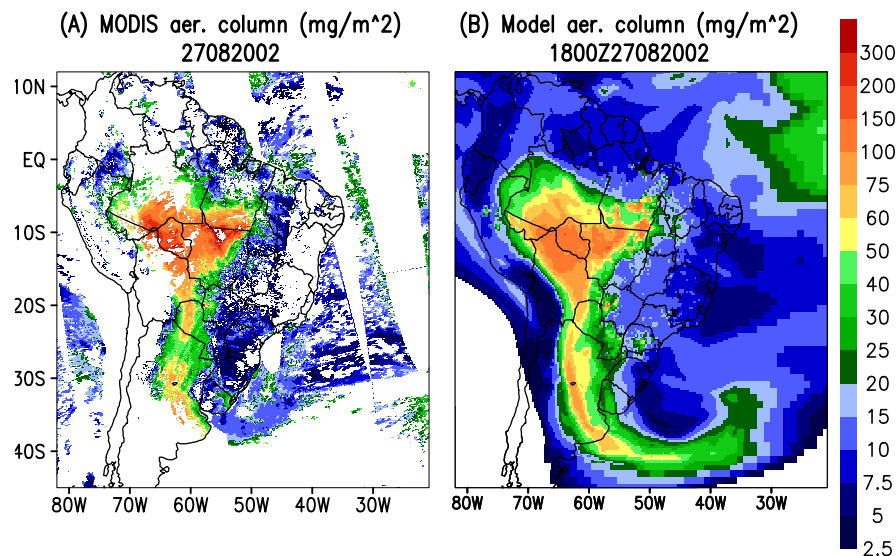 (A) MODIS aer. column (mg/m^2)
27082002
(B) Model aer. column (mg/m^2)
1800Z27082002
10N
EQ
10S
20S
30S
40S
80W 70W 60W 50W 40W 30W
80W 70W 60W 50W 40W 30W
300
200
150
100
75
60
50
40
30
20
15
10
7.5
5
2.5